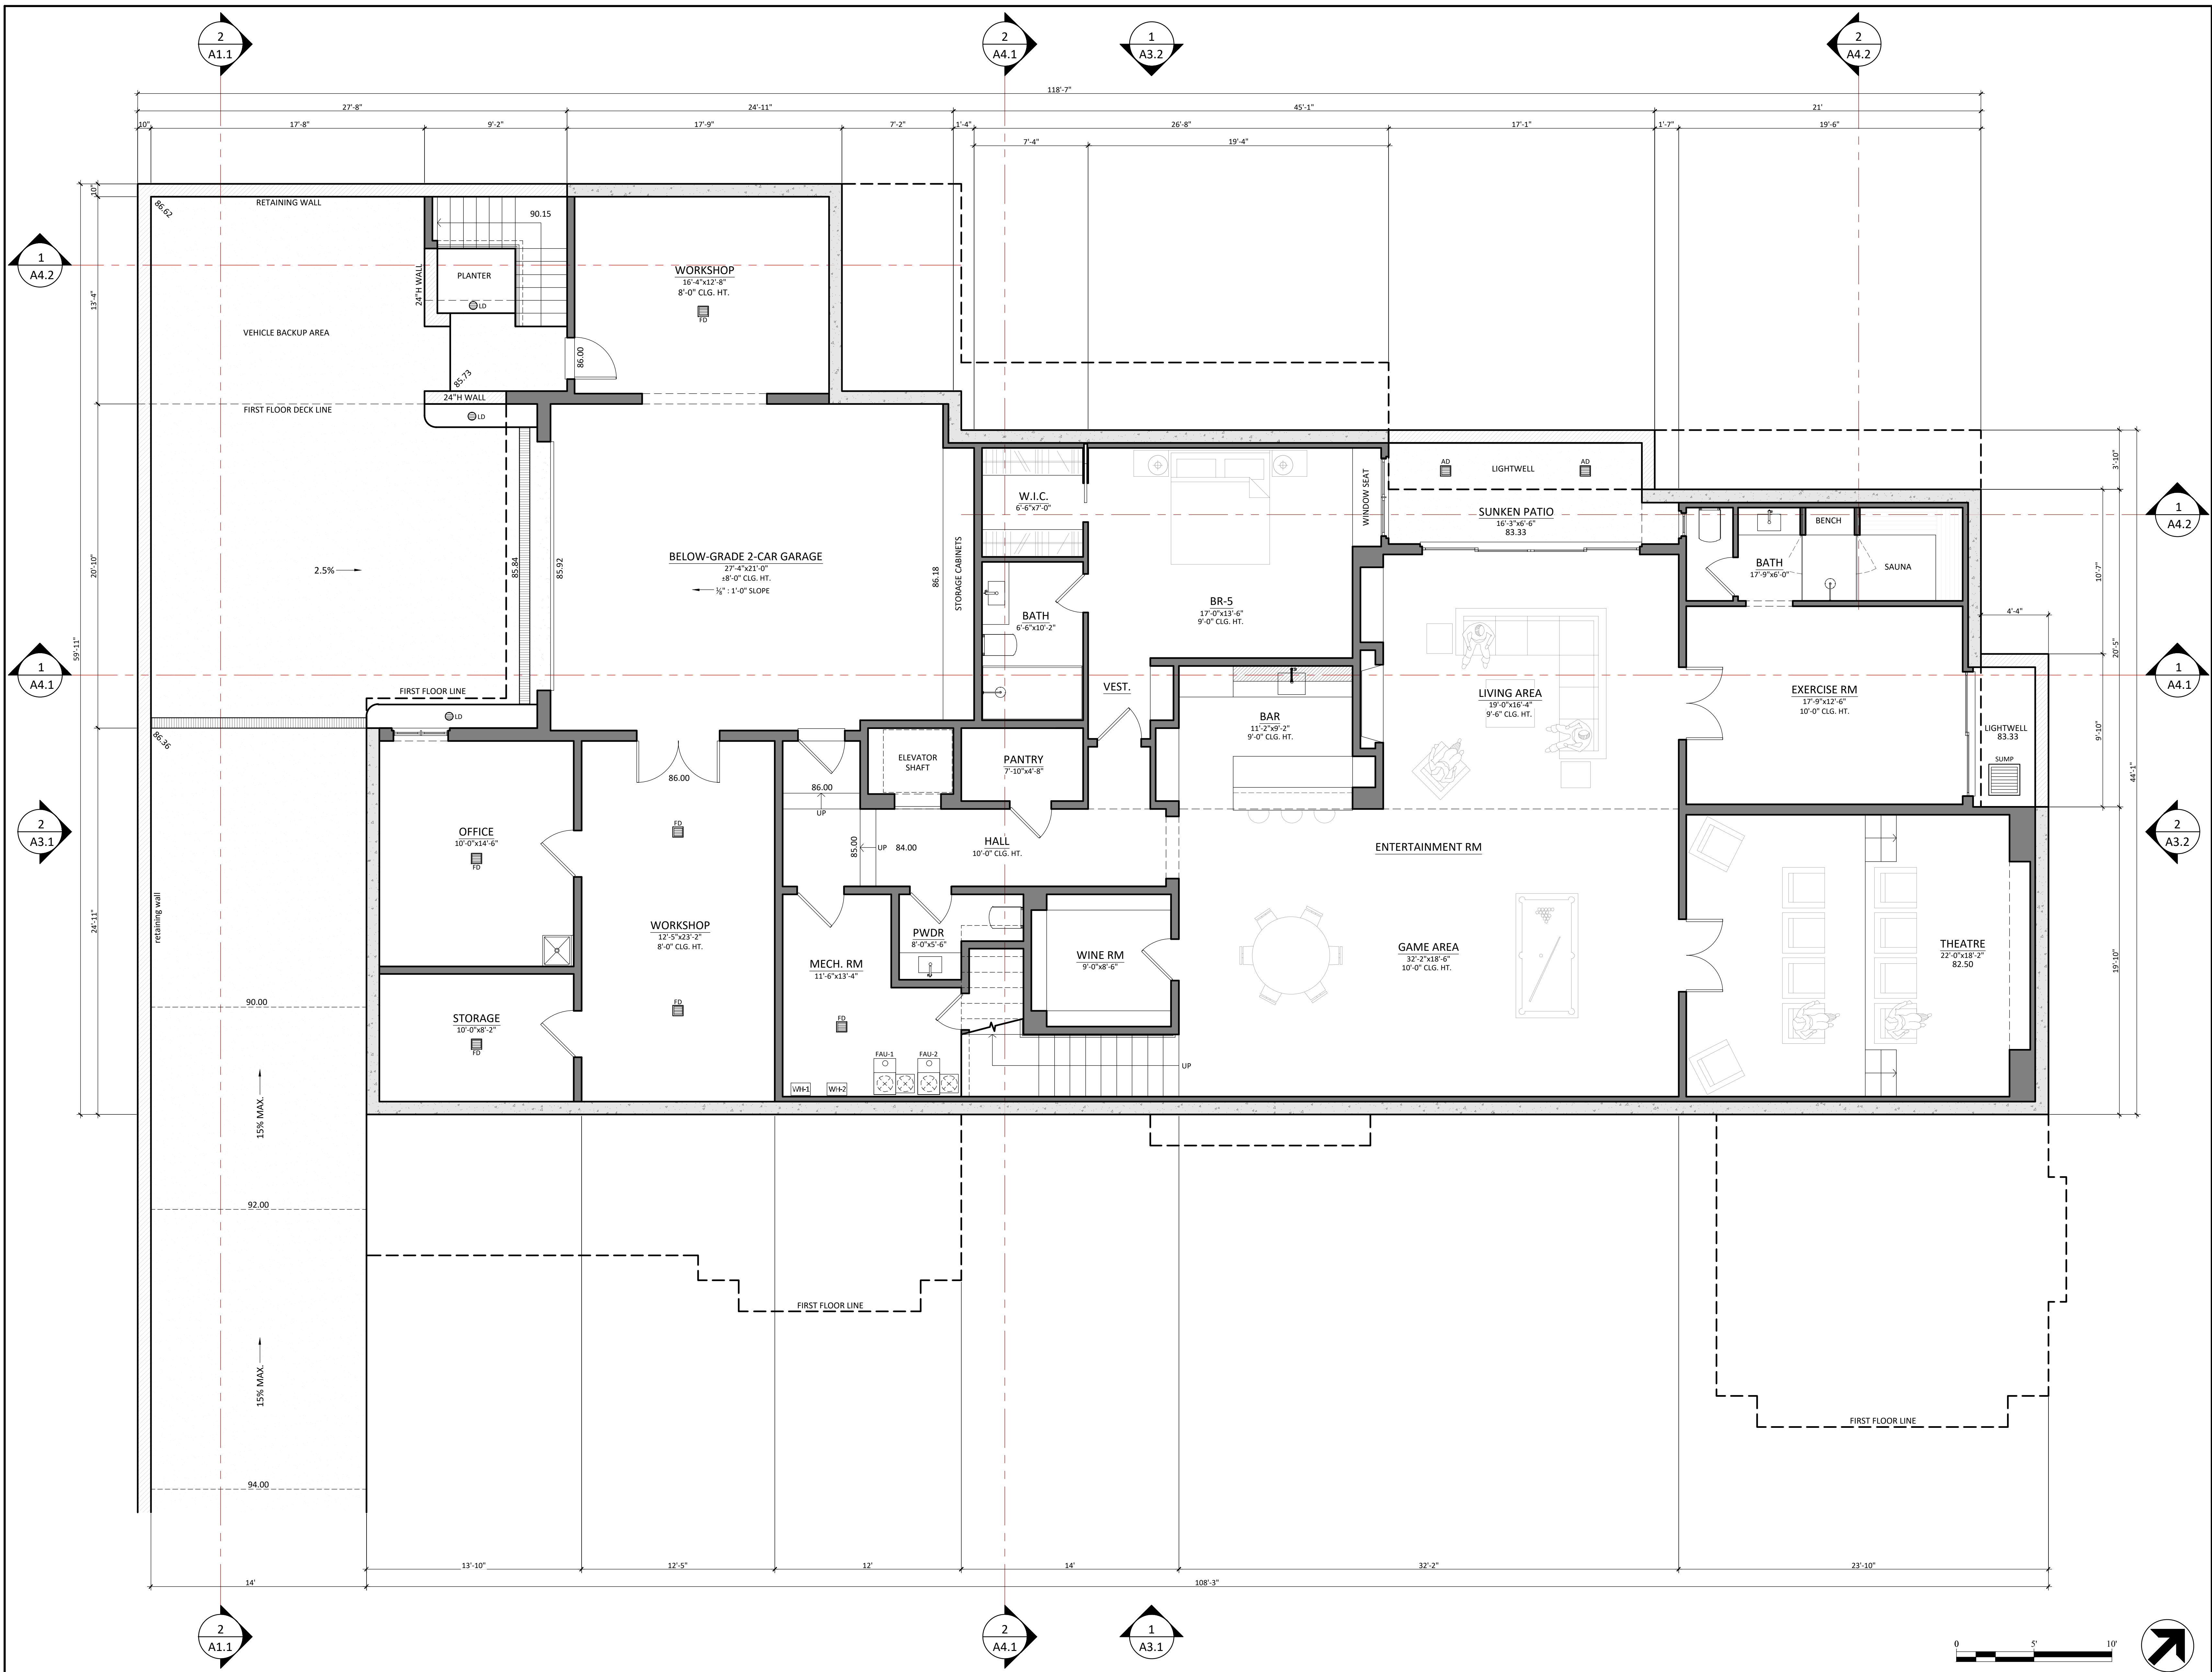 2
A1.1
2
A4.1
1
A3.2
2
A4.2
118'-7"
27'-8"
24'-11"
45'-1"
21'
10"
17'-8"
9'-2"
17'-9"
7'-2"
1'-4"
26'-8"
17'-1"
1'-7"
19'-6"
7'-4"
19'-4"
10"
13'-4"
20'-10"
24'-11"
59'-11"
3'-10"
10'-7"
20'-5"
9'-10"
44'-1"
19'-10"
4'-4"
1
A4.2
1
A4.1
2
A3.1
1
A4.2
1
A4.1
2
A3.2
86.62
RETAINING WALL
90.15
PLANTER
LD
24"H WALL
VEHICLE BACKUP AREA
85.73
86.00
24"H WALL
LD
FIRST FLOOR DECK LINE
WORKSHOP
16'-4"x12'-8"
8'-0" CLG. HT.
FD
2.5%
85.84
85.92
BELOW-GRADE 2-CAR GARAGE
27'-4"x21'-0"
±8'-0" CLG. HT.
⅛" : 1'-0" SLOPE
86.18
STORAGE CABINETS
FIRST FLOOR LINE
LD
86.36
W.I.C.
6'-6"x7'-0"
BATH
6'-6"x10'-2"
BR-5
17'-0"x13'-6"
9'-0" CLG. HT.
WINDOW SEAT
AD
LIGHTWELL
AD
SUNKEN PATIO
16'-3"x6'-6"
83.33
BATH
17'-9"x6'-0"
BENCH
SAUNA
VEST.
BAR
11'-2"x9'-2"
9'-0" CLG. HT.
LIVING AREA
19'-0"x16'-4"
9'-6" CLG. HT.
EXERCISE RM
17'-9"x12'-6"
10'-0" CLG. HT.
LIGHTWELL
83.33
SUMP
ELEVATOR
SHAFT
PANTRY
7'-10"x4'-8"
86.00
86.00
UP
85.00
UP
84.00
HALL
10'-0" CLG. HT.
ENTERTAINMENT RM
OFFICE
10'-0"x14'-6"
FD
FD
retaining wall
WORKSHOP
12'-5"x23'-2"
8'-0" CLG. HT.
FD
STORAGE
10'-0"x8'-2"
FD
MECH. RM
11'-6"x13'-4"
FD
PWDR
8'-0"x5'-6"
WINE RM
9'-0"x8'-6"
GAME AREA
32'-2"x18'-6"
10'-0" CLG. HT.
THEATRE
22'-0"x18'-2"
82.50
FAU-1
FAU-2
WH-1
WH-2
UP
90.00
15% MAX.
92.00
15% MAX.
94.00
FIRST FLOOR LINE
FIRST FLOOR LINE
13'-10"
12'-5"
12'
14'
32'-2"
23'-10"
14'
108'-3"
2
A1.1
2
A4.1
1
A3.1
0
5'
10'